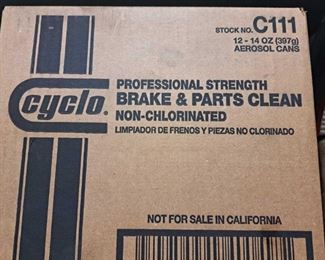 STOCK NO. C111
12 - 14 OZ (397g)
AEROSOL CANS
cyclo®
PROFESSIONAL STRENGTH
BRAKE & PARTS CLEAN
NON-CHLORINATED
LIMPIADOR DE FRENOS Y PIEZAS NO CLORINADO
NOT FOR SALE IN CALIFORNIA